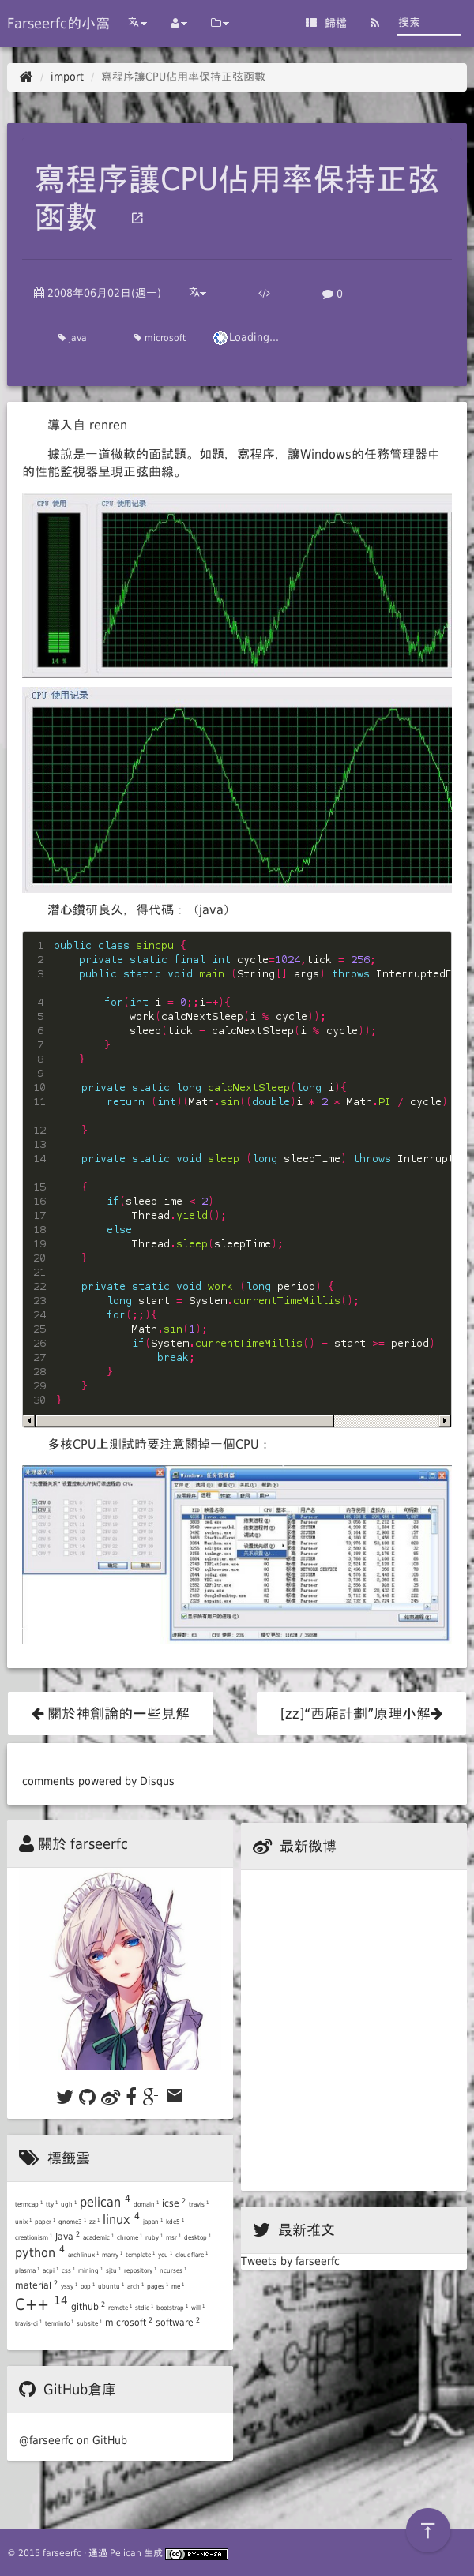 Farseerfc的小窩
歸檔
搜索
import / 寫程序讓CPU佔用率保持正弦函數
寫程序讓CPU佔用率保持正弦
函數
2008年06月02日(週一)
</>
0
java
microsoft
Loading...
導入自 renren
據說是一道微軟的面試題。如題，寫程序，讓Windows的任務管理器中
的性能監視器呈現正弦曲線。
CPU 使用
CPU 使用记录
14 %
CPU 使用记录
潛心鑽研良久，得代碼：（java）
1 public class sincpu {
2 private static final int cycle=1024,tick = 256;
3 public static void main (String[] args) throws InterruptedE
4 for(int i = 0;;i++){
5 work(calcNextSleep(i % cycle));
6 sleep(tick - calcNextSleep(i % cycle));
7 }
8 }
9
10 private static long calcNextSleep(long i){
11 return (int)(Math.sin((double)i * 2 * Math.PI / cycle)
12 }
13
14 private static void sleep (long sleepTime) throws Interrupt
15 {
16 if(sleepTime < 2)
17 Thread.yield();
18 else
19 Thread.sleep(sleepTime);
20 }
21
22 private static void work (long period) {
23 long start = System.currentTimeMillis();
24 for(;;){
25 Math.sin(1);
26 if(System.currentTimeMillis() - start >= period)
27 break;
28 }
29 }
30 }
多核CPU上測試時要注意關掉一個CPU：
处理器关系
Windows 任务管理器
關於神創論的一些見解
[zz]“西廂計劃”原理小解
comments powered by Disqus
關於 farseerfc
最新微博
標籤雲
termcap 1 tty 1 ugh 1 pelican 4 domain 1 icse 2 travis 1
unix 1 paper 1 gnome3 1 zz 1 linux 4 japan 1 kde5 1
creationism 1 Java 2 academic 1 chrome 1 ruby 1 msr 1 desktop 1
python 4 archlinux 1 marry 1 template 1 you 1 cloudflare 1
plasma 1 acpi 1 css 1 mining 1 sjtu 1 repository 1 ncurses 1
material 2 yssy 1 oop 1 ubuntu 1 arch 1 pages 1 me 1
C++ 14 github 2 remote 1 stdio 1 bootstrap 1 will 1
travis-ci 1 terminfo 1 subsite 1 microsoft 2 software 2
最新推文
Tweets by farseerfc
GitHub倉庫
@farseerfc on GitHub
© 2015 farseerfc · 通過 Pelican 生成
CC BY-NC-SA